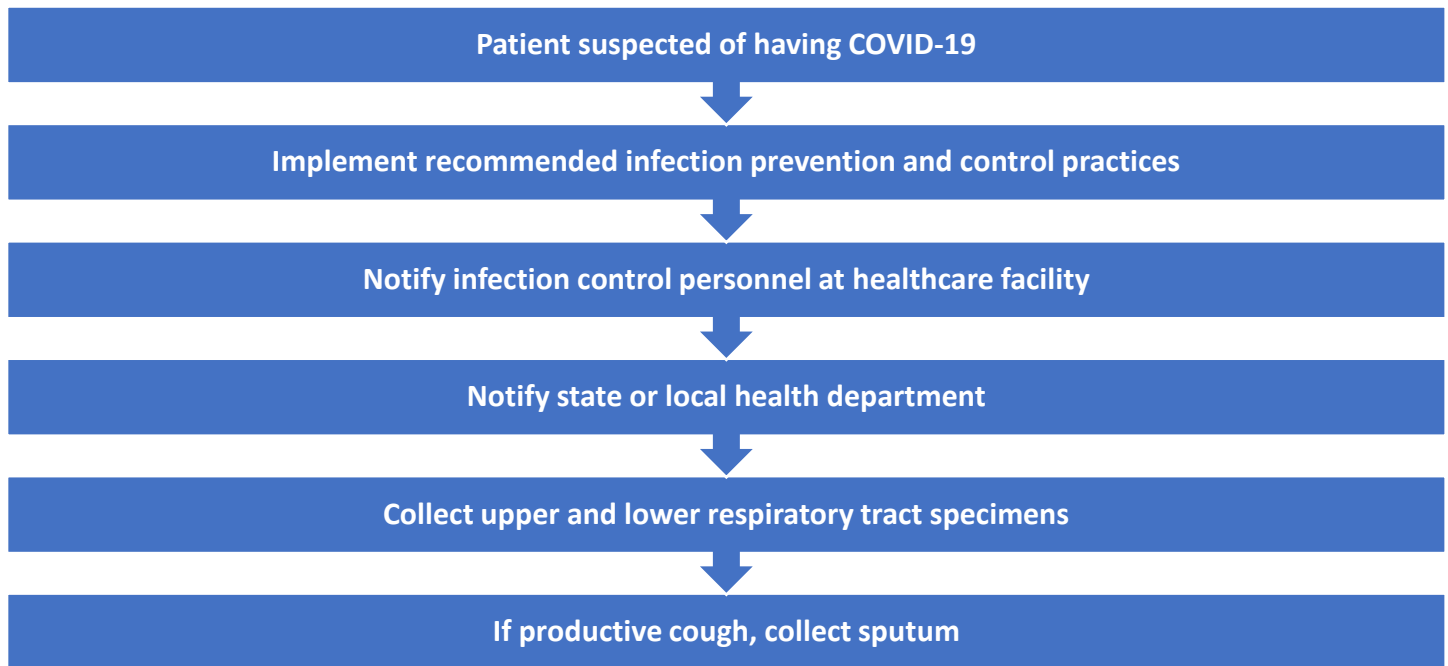 Patient suspected of having COVID-19
Implement recommended infection prevention and control practices
Notify infection control personnel at healthcare facility
Notify state or local health department
Collect upper and lower respiratory tract specimens
If productive cough, collect sputum